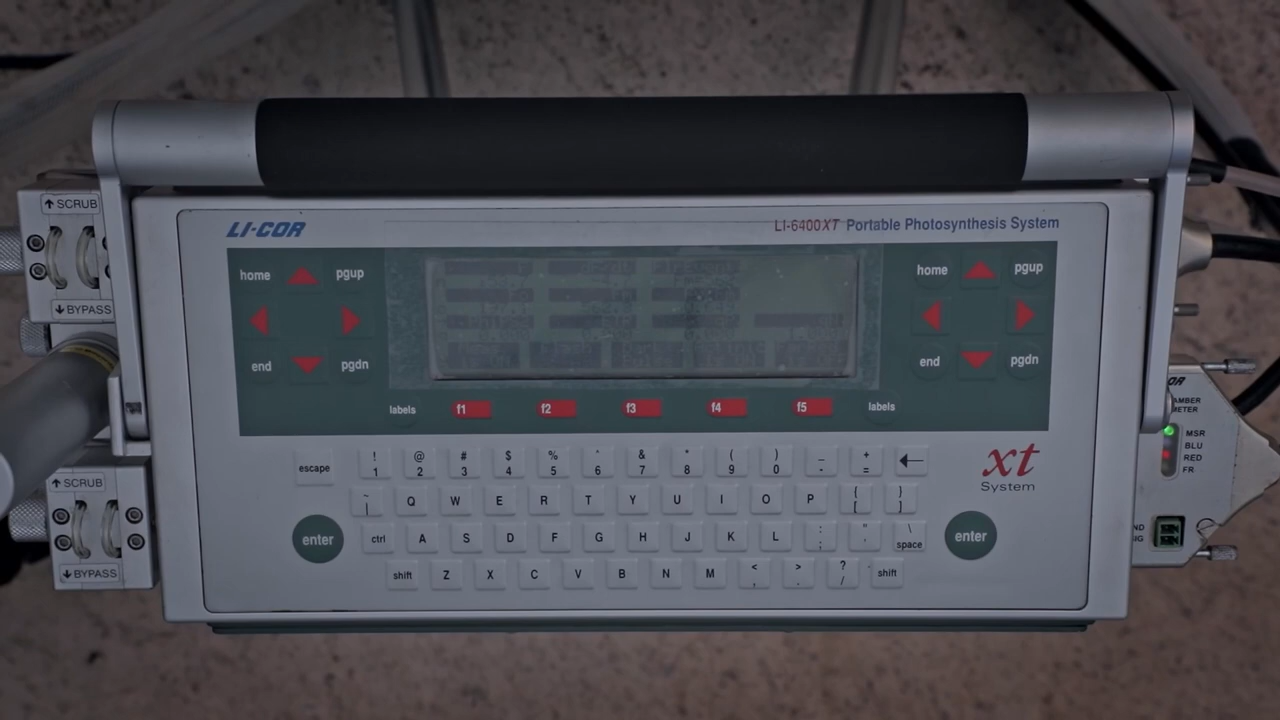 ↑ SCRUB
LI-COR
LI-6400XT Portable Photosynthesis System
home pgup
home pgup
↓ BYPASS
end pgdn
end pgdn
labels f1 f2 f3 f4 f5 labels
MSR
BLU
RED
FR
escape ! 1 @ 2 # 3 $ 4 % 5 ^ 6 & 7 * 8 ( 9 ) 0 _ - + = ←
~ | Q W E R T Y U I O P { [ } ]
xt
System
↑ SCRUB
enter ctrl A S D F G H J K L : ; " ' \ space enter
shift Z X C V B N M < , > . ? / shift
↓ BYPASS